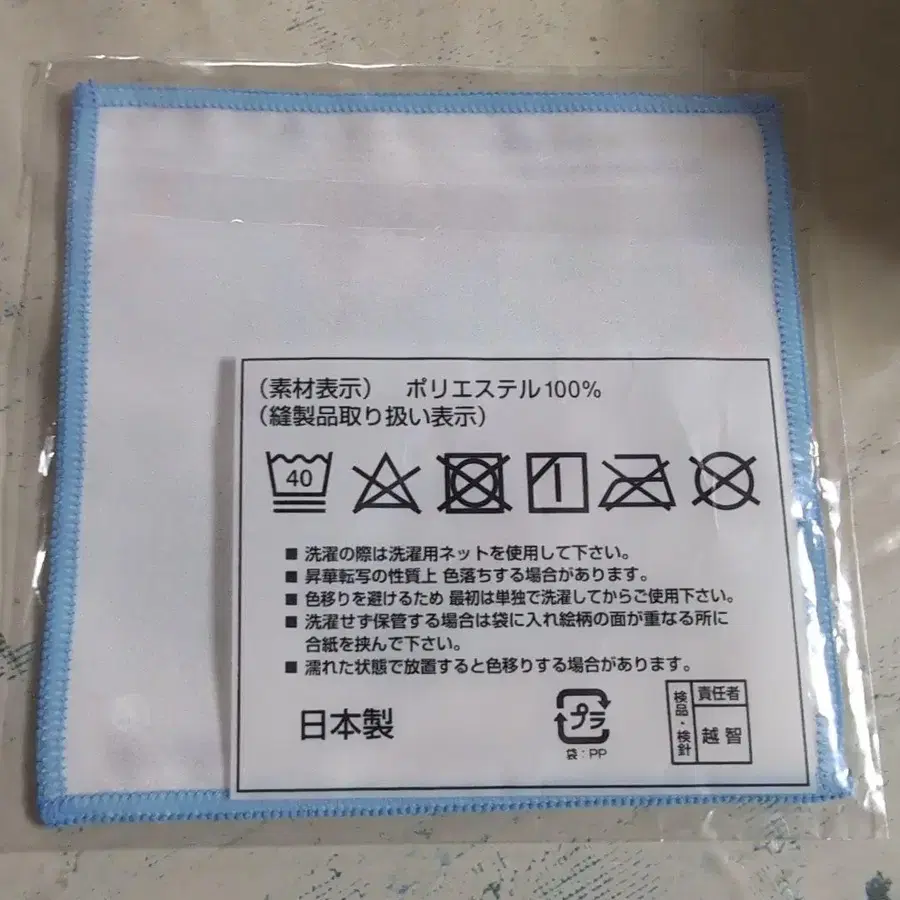 （素材表示）　ポリエステル100%
（縫製品取り扱い表示）
40
■ 洗濯の際は洗濯用ネットを使用して下さい。
■ 昇華転写の性質上 色落ちする場合があります。
■ 色移りを避けるため 最初は単独で洗濯してからご使用下さい。
■ 洗濯せず保管する場合は袋に入れ絵柄の面が重なる所に
合紙を挟んで下さい。
■ 濡れた状態で放置すると色移りする場合があります。
日本製
プラ
袋：PP
検品・検針
責任者
越智